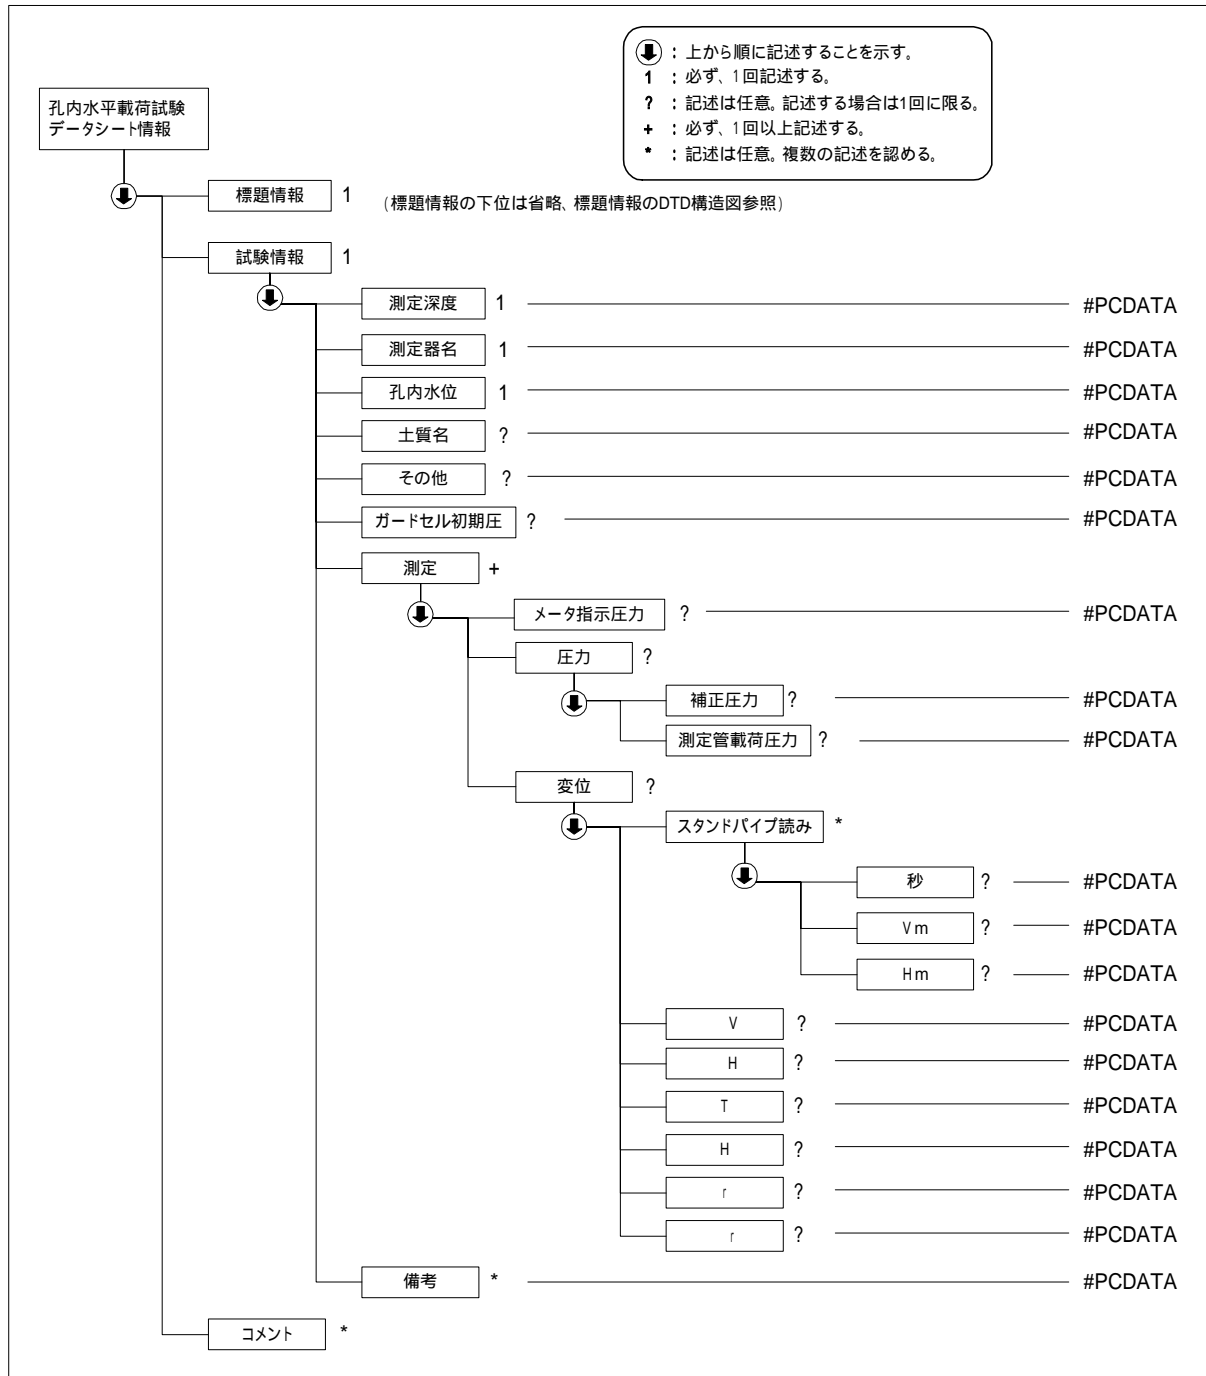 : 上から順に記述することを示す。
1 : 必ず、1回記述する。
? : 記述は任意。記述する場合は1回に限る。
+ : 必ず、1回以上記述する。
* : 記述は任意。複数の記述を認める。
孔内水平載荷試験
データシート情報
標題情報 1 (標題情報の下位は省略、標題情報のDTD構造図参照)
試験情報 1
測定深度 1 #PCDATA
測定器名 1 #PCDATA
孔内水位 1 #PCDATA
土質名 ? #PCDATA
その他 ? #PCDATA
ガードセル初期圧 ? #PCDATA
測定 +
メータ指示圧力 ? #PCDATA
圧力 ?
補正圧力 ? #PCDATA
測定管載荷圧力 ? #PCDATA
変位 ?
スタンドパイプ読み *
秒 ? #PCDATA
Vm ? #PCDATA
Hm ? #PCDATA
V ? #PCDATA
H ? #PCDATA
T ? #PCDATA
H ? #PCDATA
r ? #PCDATA
r ? #PCDATA
備考 * #PCDATA
コメント *